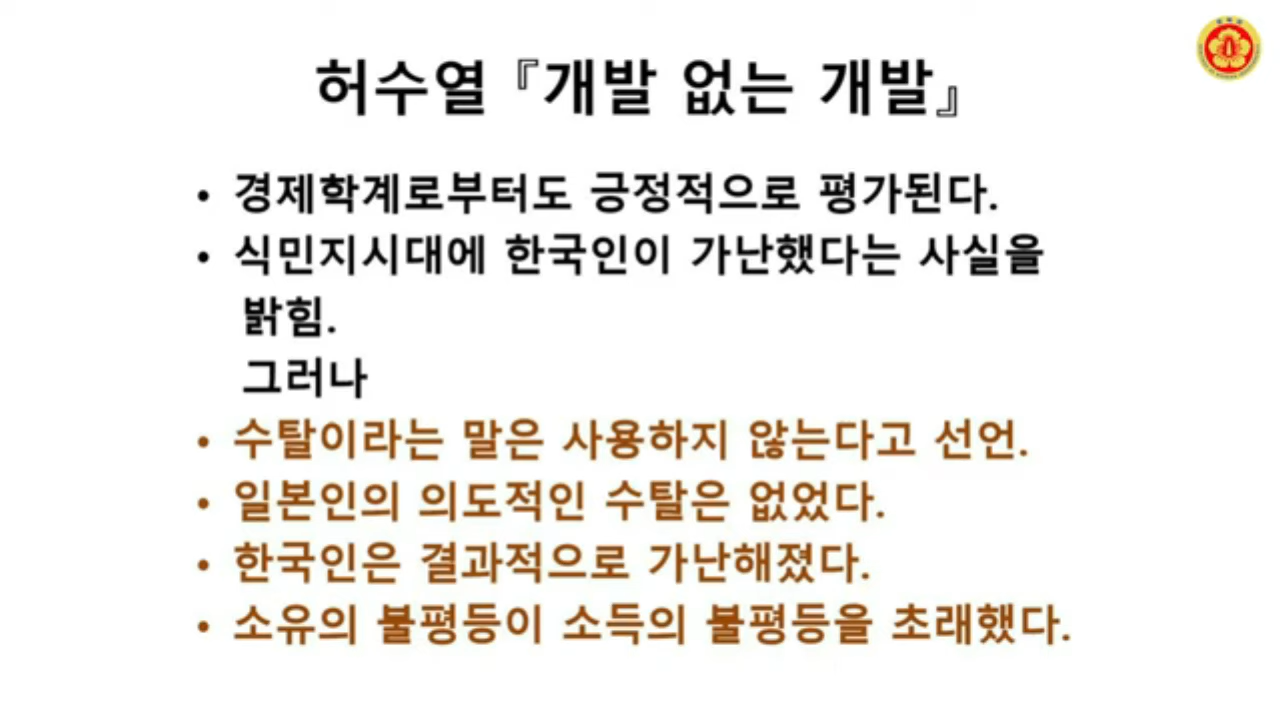 허수열『개발 없는 개발』
• 경제학계로부터도 긍정적으로 평가된다.
• 식민지시대에 한국인이 가난했다는 사실을
밝힘.
그러나
• 수탈이라는 말은 사용하지 않는다고 선언.
• 일본인의 의도적인 수탈은 없었다.
• 한국인은 결과적으로 가난해졌다.
• 소유의 불평등이 소득의 불평등을 초래했다.